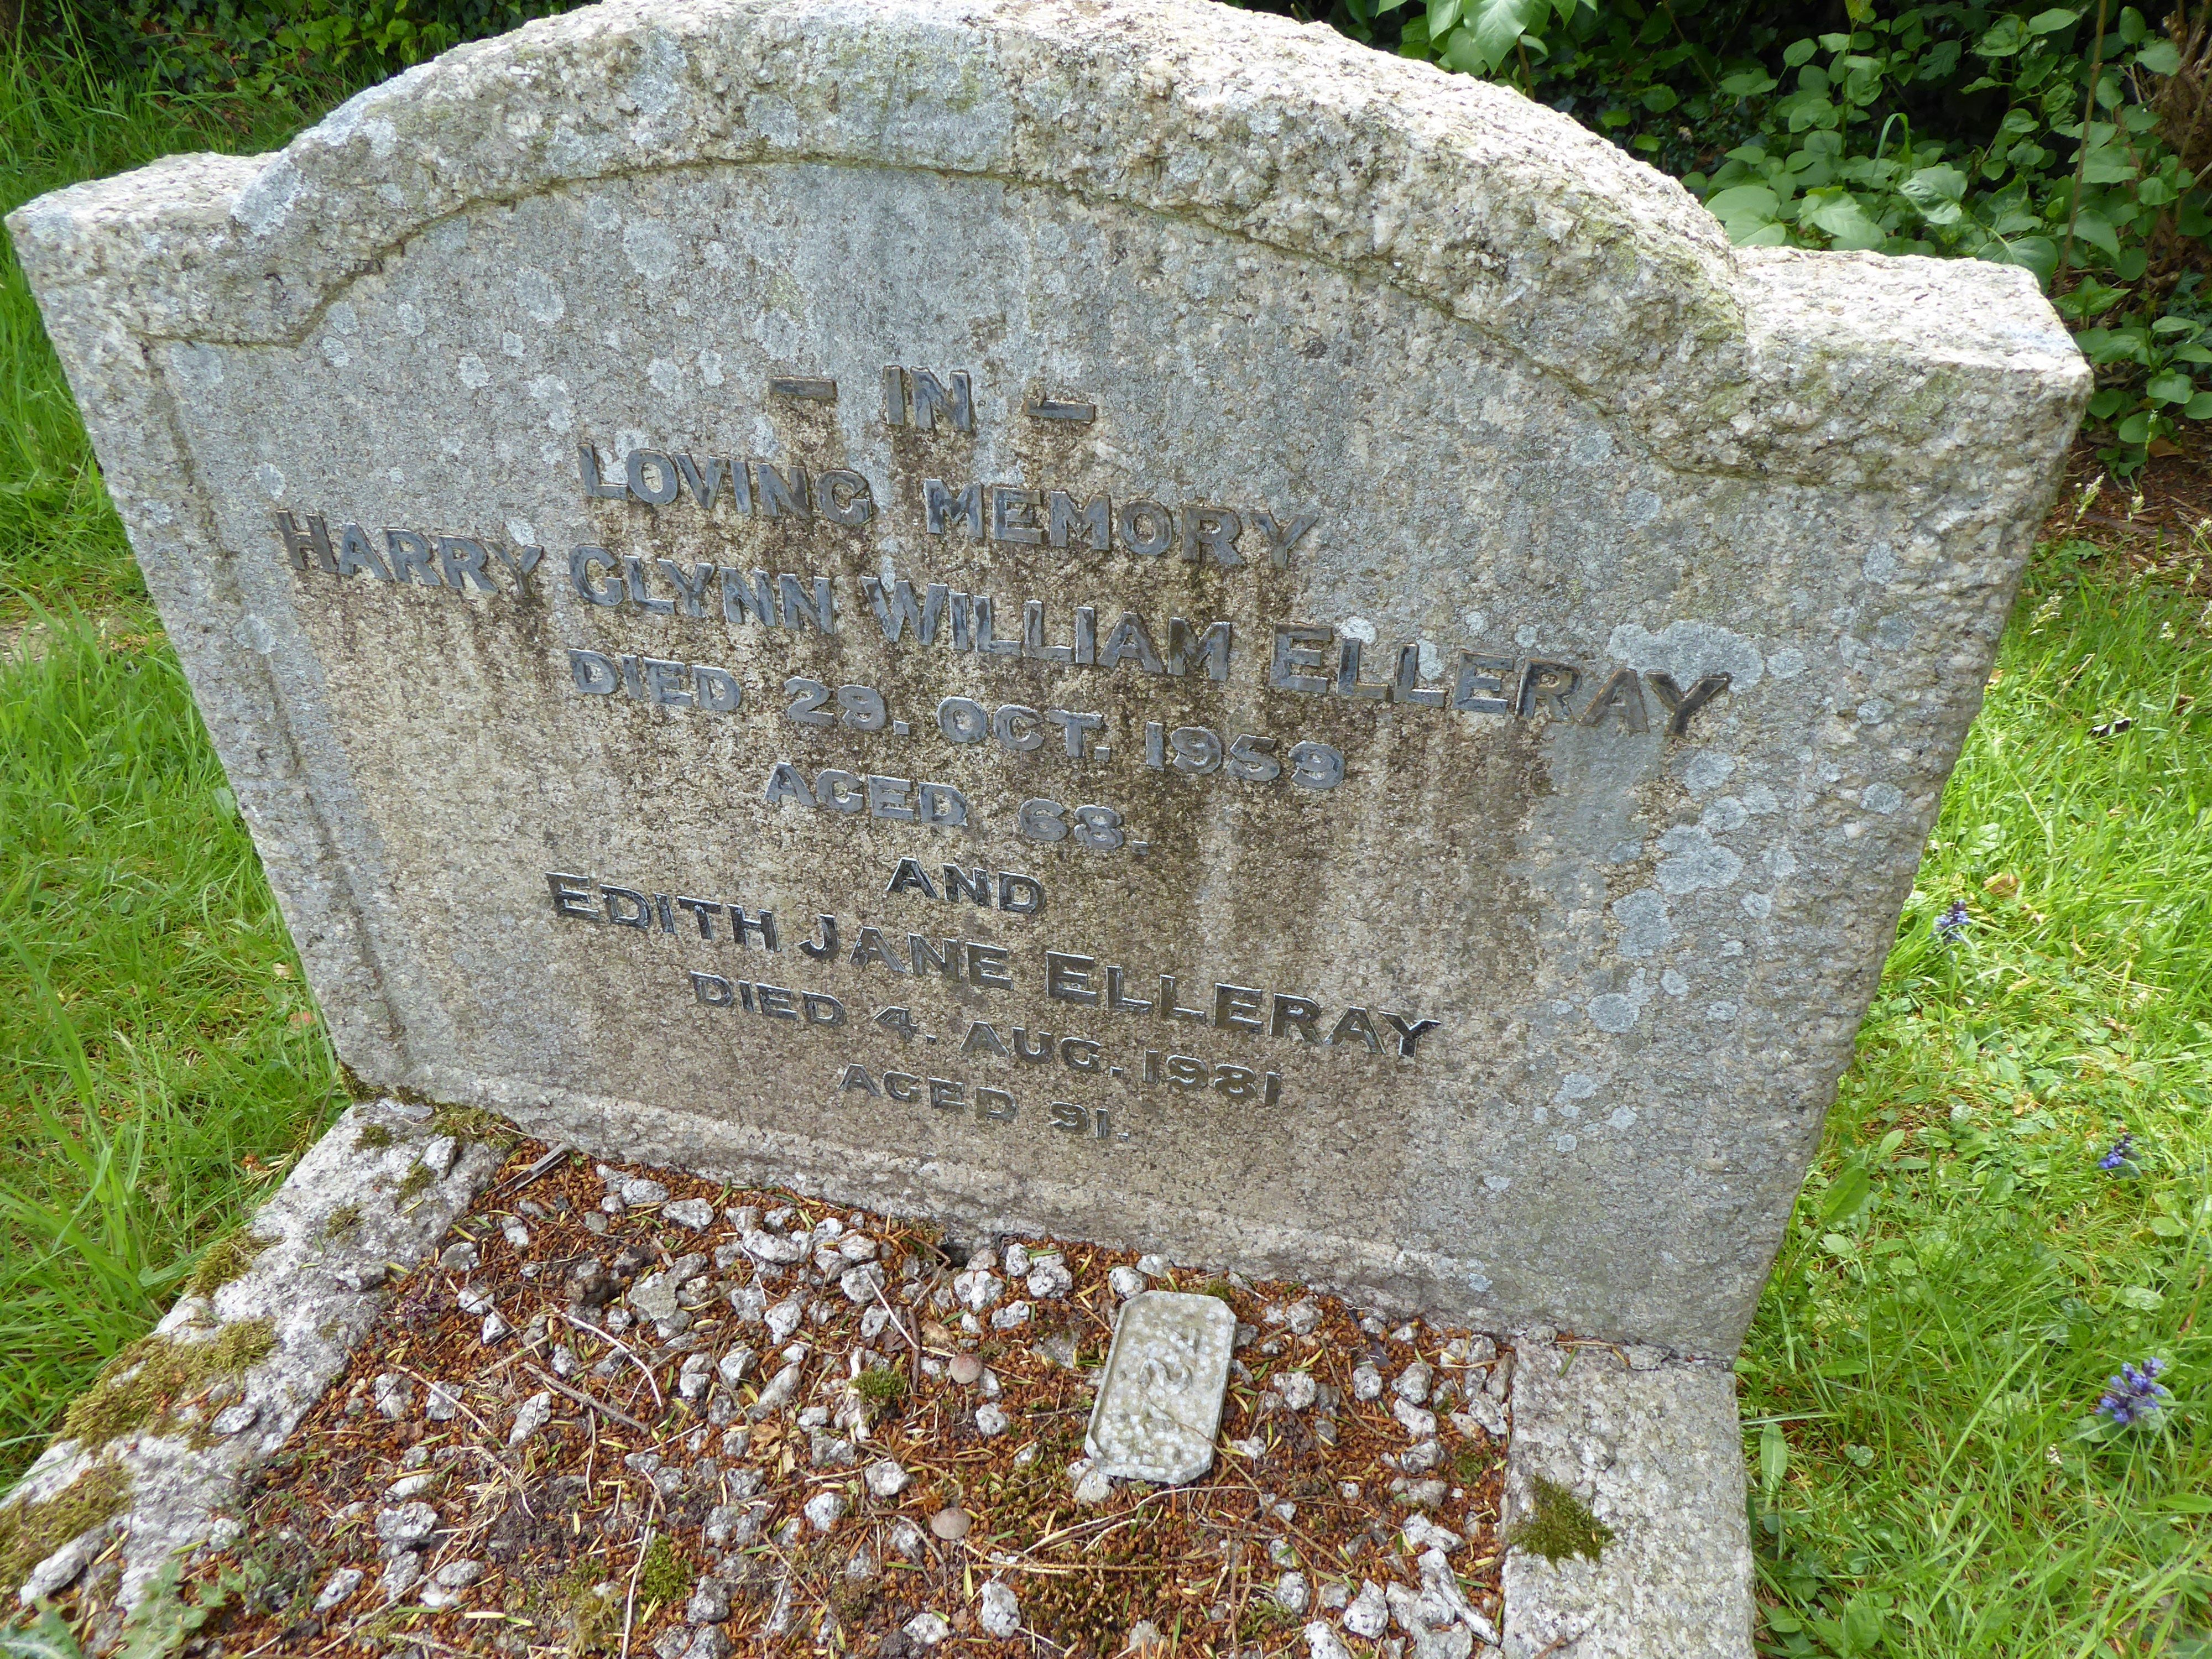 - IN -
LOVING MEMORY
HARRY GLYNN WILLIAM ELLERAY
DIED 29. OCT. 1959
AGED 68.
AND
EDITH JANE ELLERAY
DIED 4. AUG. 1981
AGED 91.